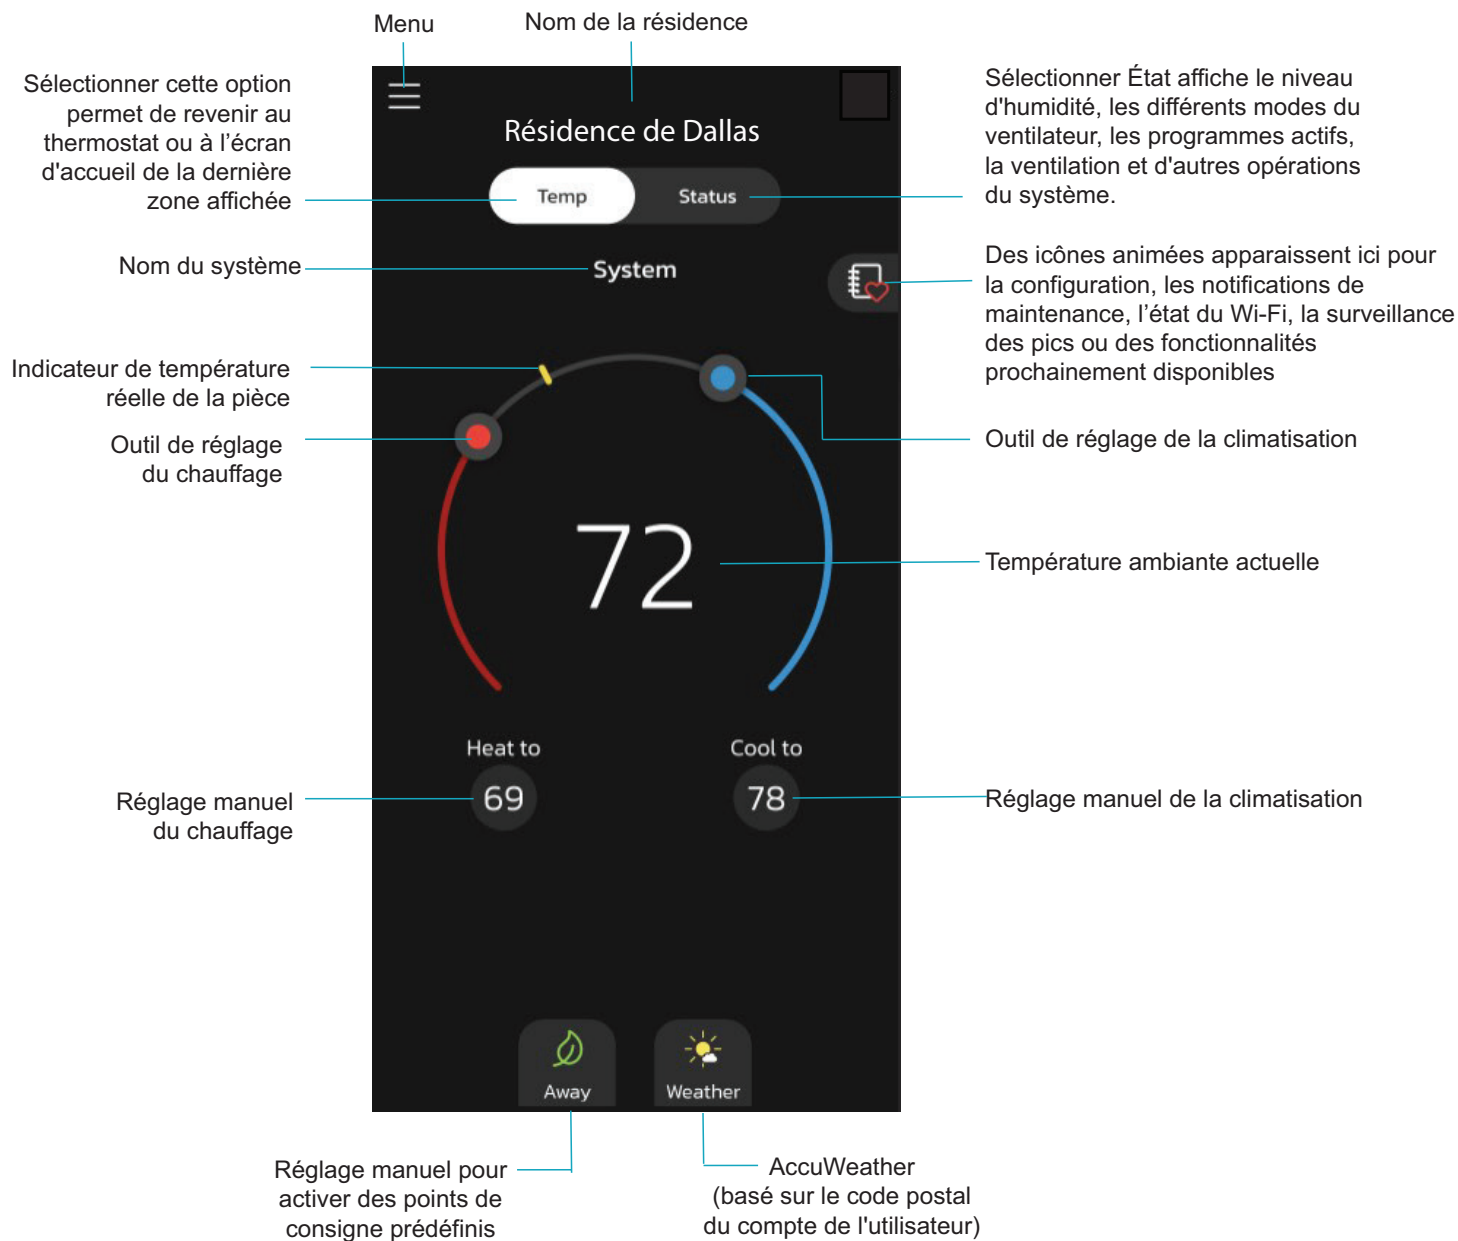 Menu
Nom de la résidence
Sélectionner cette option
permet de revenir au
thermostat ou à l’écran
d'accueil de la dernière
zone affichée
Sélectionner État affiche le niveau
d'humidité, les différents modes du
ventilateur, les programmes actifs,
la ventilation et d'autres opérations
du système.
Résidence de Dallas
Temp
Status
Nom du système
System
Des icônes animées apparaissent ici pour
la configuration, les notifications de
maintenance, l’état du Wi-Fi, la surveillance
des pics ou des fonctionnalités
prochainement disponibles
Indicateur de température
réelle de la pièce
Outil de réglage
du chauffage
Outil de réglage de la climatisation
72
Température ambiante actuelle
Heat to
69
Cool to
78
Réglage manuel
du chauffage
Réglage manuel de la climatisation
Away
Weather
Réglage manuel pour
activer des points de
consigne prédéfinis
AccuWeather
(basé sur le code postal
du compte de l'utilisateur)